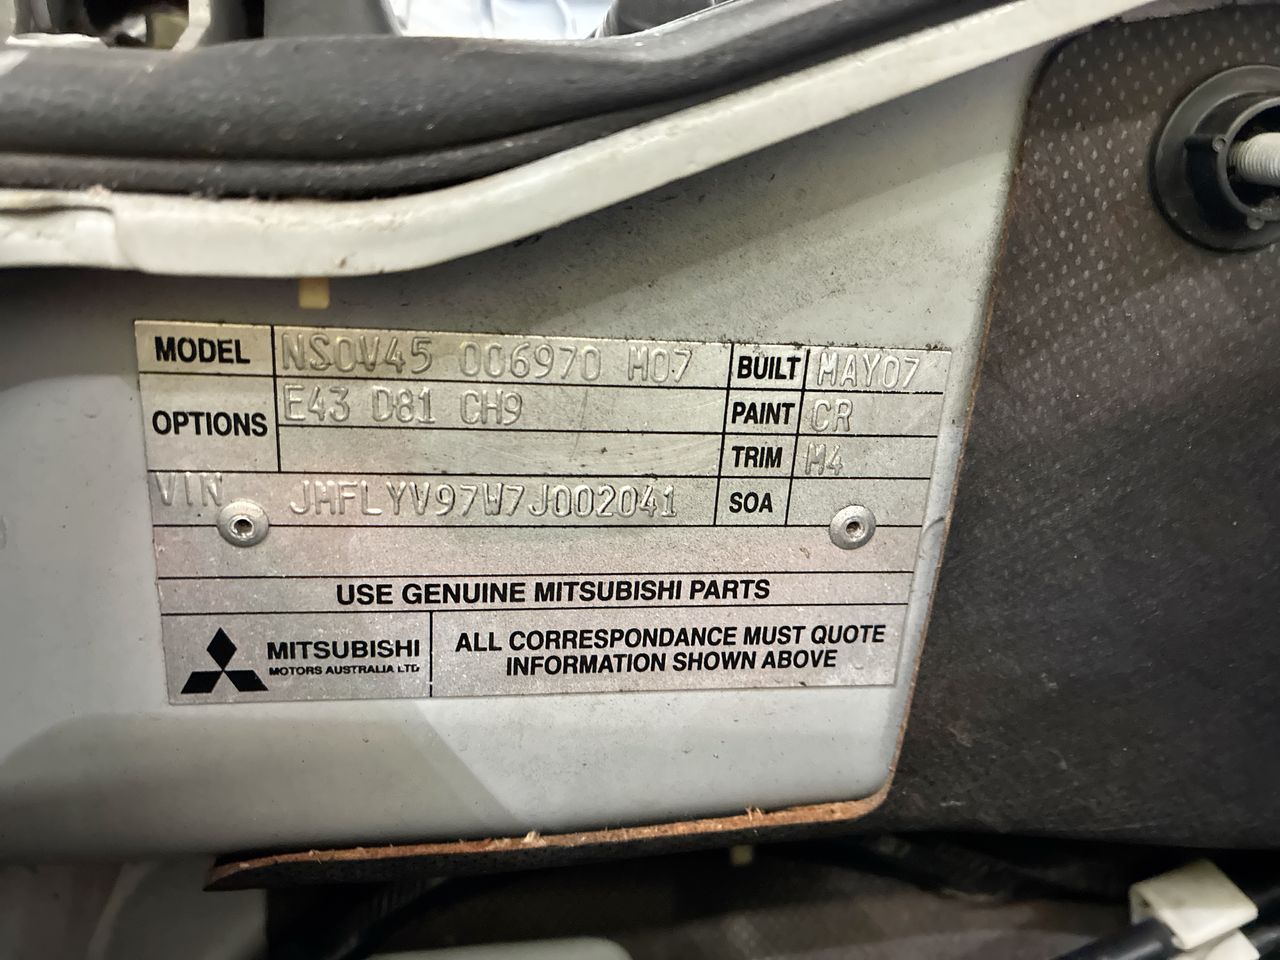 MODEL NS0V45 006970 M07 BUILT MAY07
OPTIONS E43 D81 CH9 PAINT CR
TRIM M4
VIN JMFLYV97W7J002041 SOA
USE GENUINE MITSUBISHI PARTS
MITSUBISHI
MOTORS AUSTRALIA LTD
ALL CORRESPONDANCE MUST QUOTE
INFORMATION SHOWN ABOVE